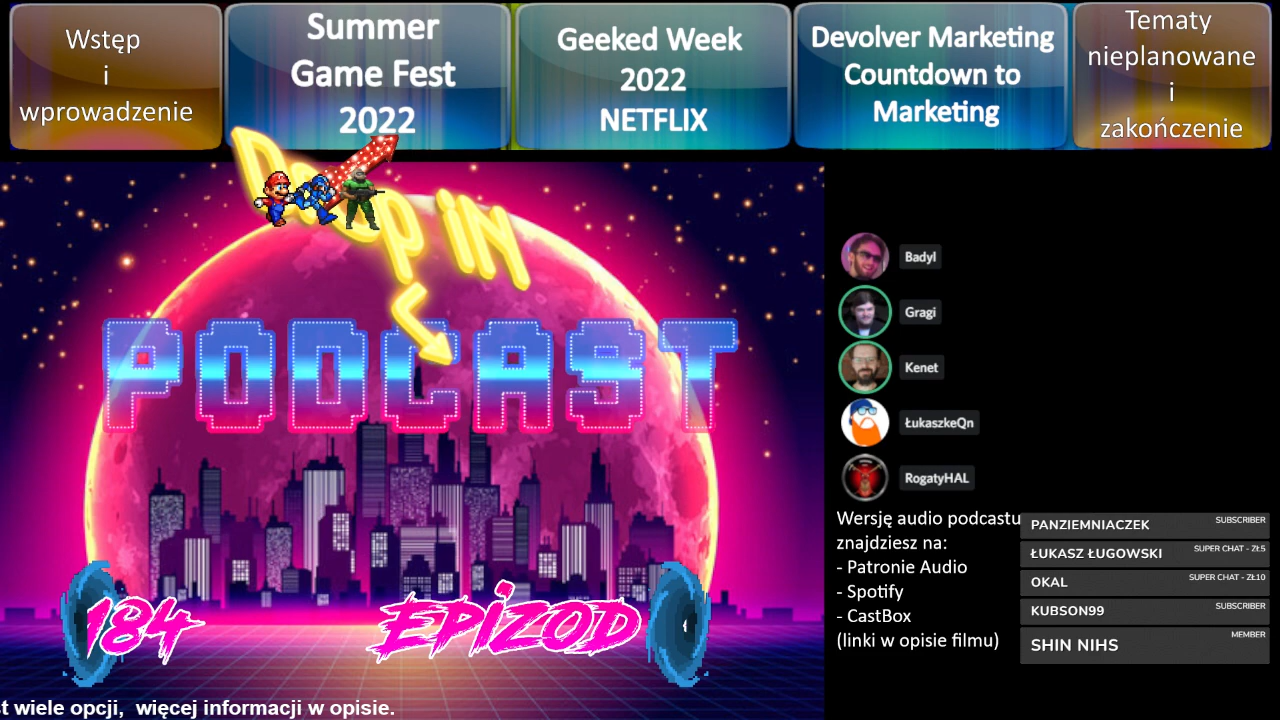 Wstęp
i
wprowadzenie
Summer
Game Fest
2022
Geeked Week
2022
NETFLIX
Devolver Marketing
Countdown to
Marketing
Tematy
nieplanowane
i
zakończenie
iN
PODCAST
184 EPIZOD
Badyl
Gragi
Kenet
ŁukaszkeQn
RogatyHAL
Wersję audio podcastu
znajdziesz na:
- Patronie Audio
- Spotify
- CastBox
(linki w opisie filmu)
PANZIEMNIACZEK SUBSCRIBER
ŁUKASZ ŁUGOWSKI SUPER CHAT - ZŁ5
OKAL SUPER CHAT - ZŁ10
KUBSON99 SUBSCRIBER
SHIN NIHS MEMBER
t wiele opcji, więcej informacji w opisie.